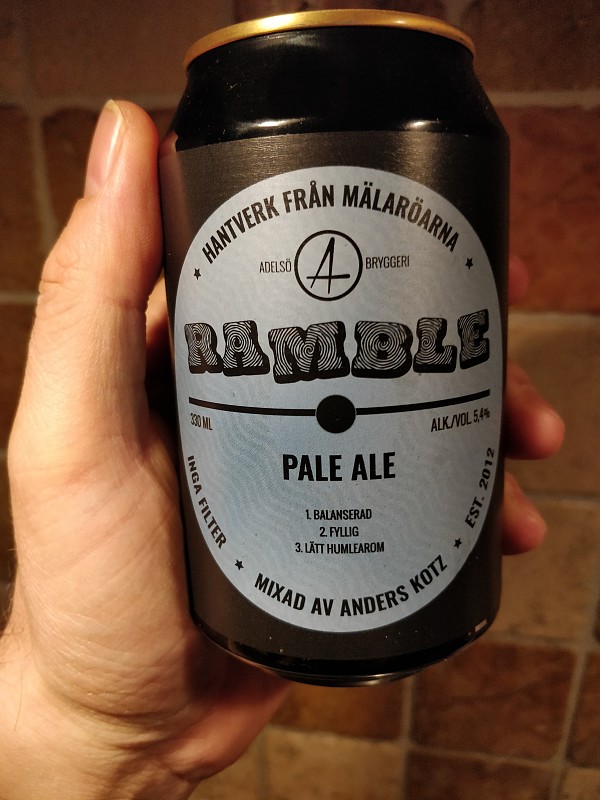 ★ HANTVERK FRÅN MÄLARÖARNA ★
ADELSÖ A BRYGGERI
RAMBLE
330 ML ALK./VOL. 5,4%
PALE ALE
1. BALANSERAD
2. FYLLIG
3. LÄTT HUMLEAROM
INGA FILTER ★ MIXAD AV ANDERS KOTZ ★ EST. 2012